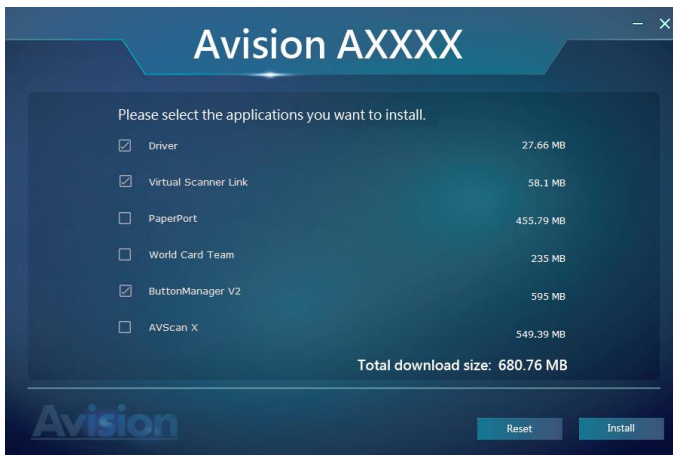 Avision AXXXX
Please select the applications you want to install.
Driver 27.66 MB
Virtual Scanner Link 58.1 MB
PaperPort 455.79 MB
World Card Team 235 MB
ButtonManager V2 595 MB
AVScan X 549.39 MB
Total download size: 680.76 MB
Avision
Reset Install